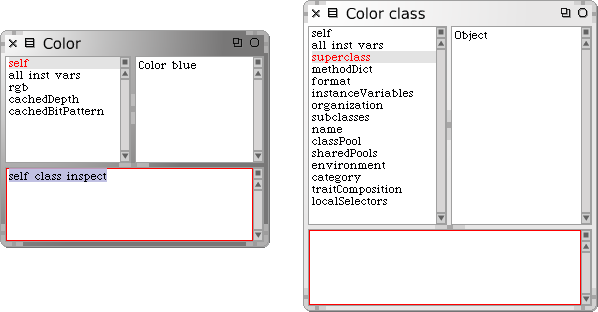 Color
self
all inst vars
rgb
cachedDepth
cachedBitPattern
Color blue
self class inspect
Color class
self
all inst vars
superclass
methodDict
format
instanceVariables
organization
subclasses
name
classPool
sharedPools
environment
category
traitComposition
localSelectors
Object